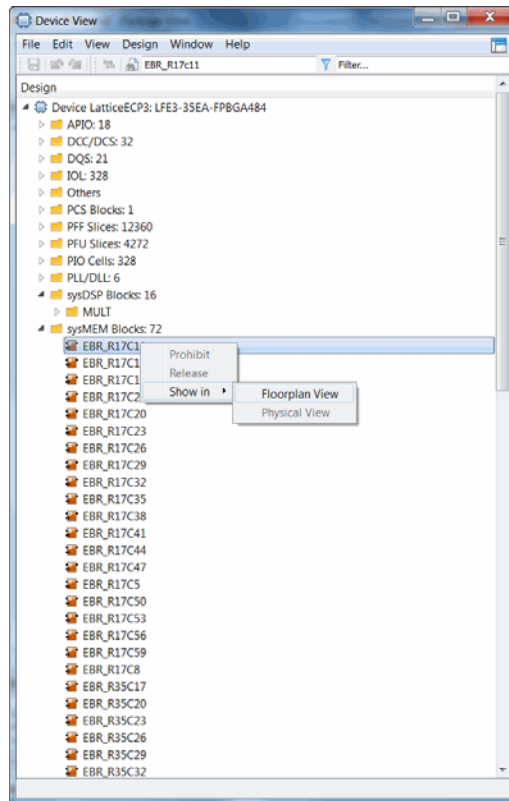 Device View
File Edit View Design Window Help
EBR_R17c11 Filter...
Design
Device LatticeECP3: LFE3-35EA-FPBGA484
APIO: 18
DCC/DCS: 32
DQS: 21
IOL: 328
Others
PCS Blocks: 1
PFF Slices: 12360
PFU Slices: 4272
PIO Cells: 328
PLL/DLL: 6
sysDSP Blocks: 16
MULT
sysMEM Blocks: 72
EBR_R17C1
Prohibit
EBR_R17C1
Release
EBR_R17C1
Show in
EBR_R17C2
Floorplan View
EBR_R17C20
Physical View
EBR_R17C23
EBR_R17C26
EBR_R17C29
EBR_R17C32
EBR_R17C35
EBR_R17C38
EBR_R17C41
EBR_R17C44
EBR_R17C47
EBR_R17C5
EBR_R17C50
EBR_R17C53
EBR_R17C56
EBR_R17C59
EBR_R17C8
EBR_R35C17
EBR_R35C20
EBR_R35C23
EBR_R35C26
EBR_R35C29
EBR_R35C32